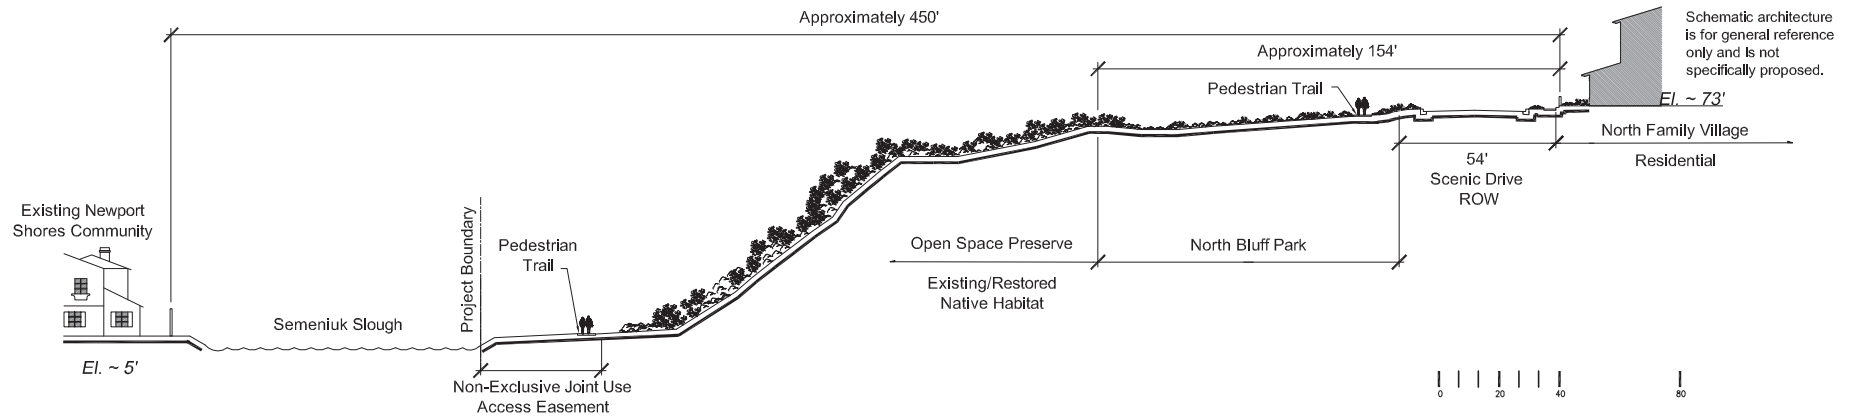 Approximately 450'
Schematic architecture
is for general reference
only and Is not
specifically proposed.
Approximately 154'
Pedestrian Trail
El. ~ 73'
North Family Village
Residential
54'
Scenic Drive
ROW
Existing Newport
Shores Community
Project Boundary
Pedestrian
Trail
Open Space Preserve
North Bluff Park
Existing/Restored
Native Habitat
Semeniuk Slough
El. ~ 5'
Non-Exclusive Joint Use
Access Easement
0 20 40 80